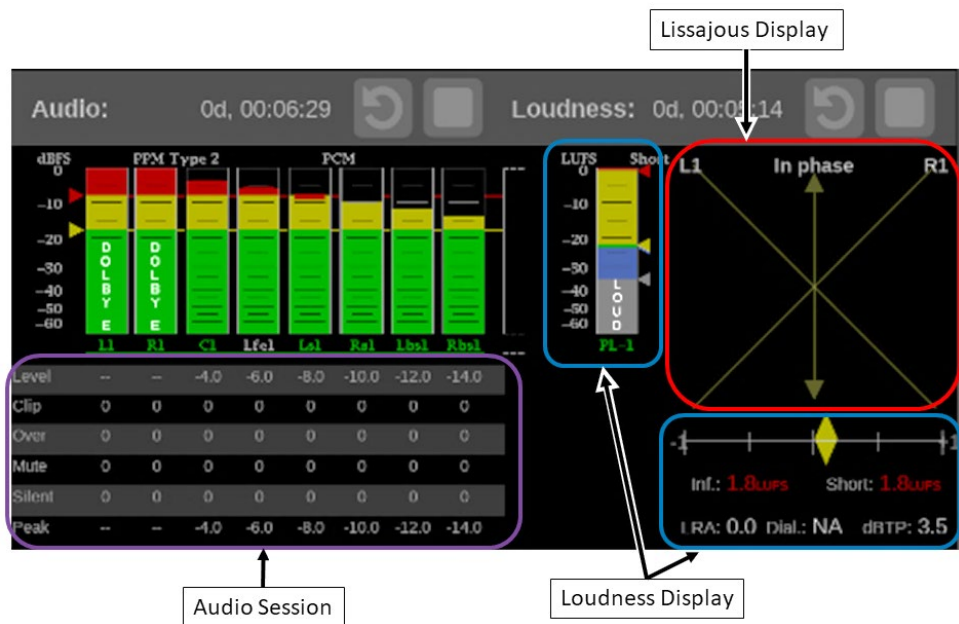 Lissajous Display
Audio: 0d, 00:06:29 Loudness: 0d, 00:05:14
dBFS PPM Type 2 PCM LUFS Short L1 In phase R1
0 0
-10 -10
-20 -20
-30 -30
-40 -40
-50 -50
-60 -60
DOLBY E DOLBY E LOUD
L1 R1 C1 Lfe1 Ls1 Rs1 Lbs1 Rbs1 PL-1
Level -- -- -4.0 -6.0 -8.0 -10.0 -12.0 -14.0
Clip 0 0 0 0 0 0 0 0
Over 0 0 0 0 0 0 0 0
-1 +1
Mute 0 0 0 0 0 0 0 0
Silent 0 0 0 0 0 0 0 0
Inf.: 1.8LUFS Short: 1.8LUFS
Peak -- -- -4.0 -6.0 -8.0 -10.0 -12.0 -14.0
LRA: 0.0 Dial.: NA dBTP: 3.5
Audio Session
Loudness Display